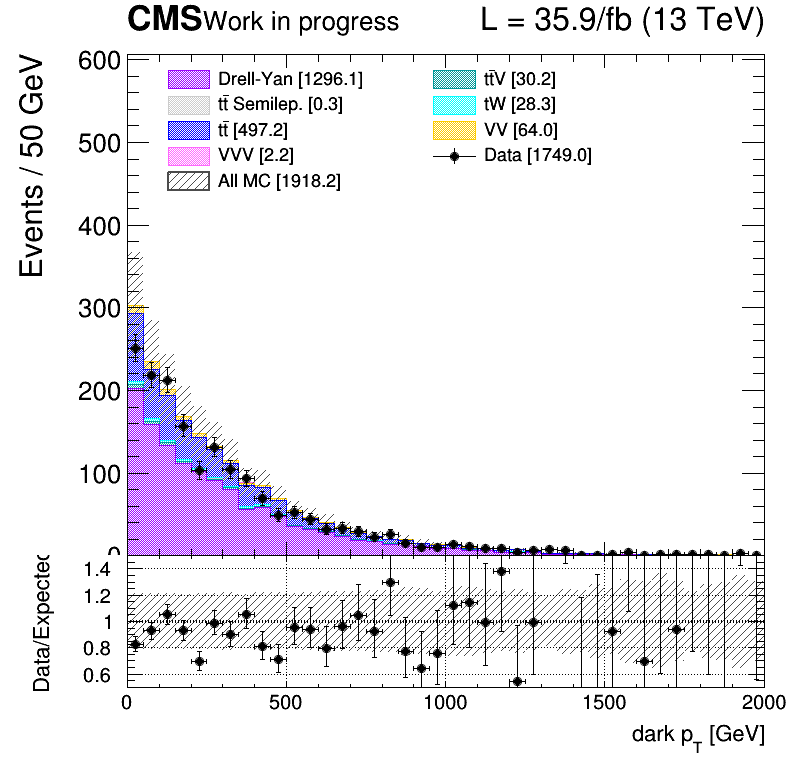 CMS Work in progress L = 35.9/fb (13 TeV)
Events / 50 GeV
600
500
400
300
200
100
0
Drell-Yan [1296.1]
tt̄ Semilep. [0.3]
tt̄ [497.2]
VVV [2.2]
All MC [1918.2]
tt̄V [30.2]
tW [28.3]
VV [64.0]
Data [1749.0]
Data/Expected
1.4
1.2
1
0.8
0.6
0 500 1000 1500 2000
dark p_T [GeV]